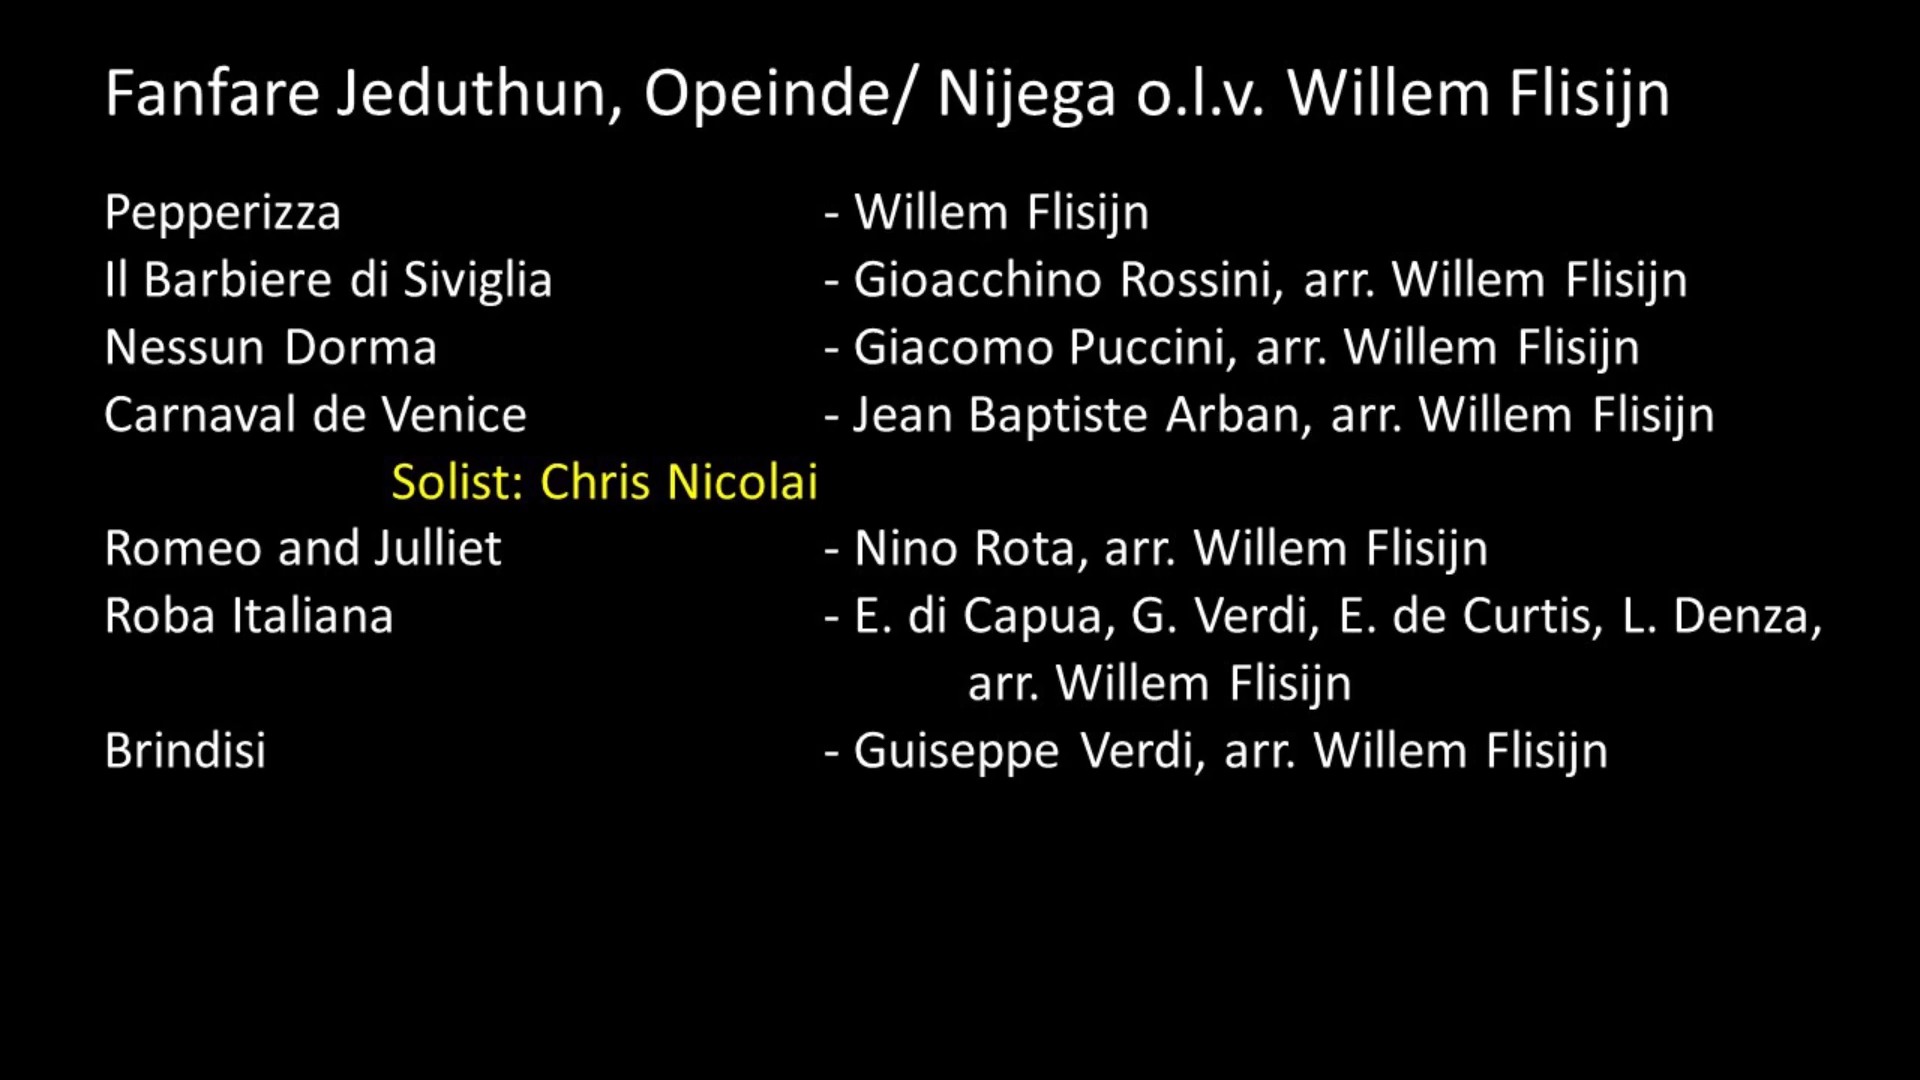 Fanfare Jeduthun, Opeinde/ Nijega o.l.v. Willem Flisijn
Pepperizza - Willem Flisijn
Il Barbiere di Siviglia - Gioacchino Rossini, arr. Willem Flisijn
Nessun Dorma - Giacomo Puccini, arr. Willem Flisijn
Carnaval de Venice - Jean Baptiste Arban, arr. Willem Flisijn
Solist: Chris Nicolai
Romeo and Julliet - Nino Rota, arr. Willem Flisijn
Roba Italiana - E. di Capua, G. Verdi, E. de Curtis, L. Denza,
arr. Willem Flisijn
Brindisi - Guiseppe Verdi, arr. Willem Flisijn